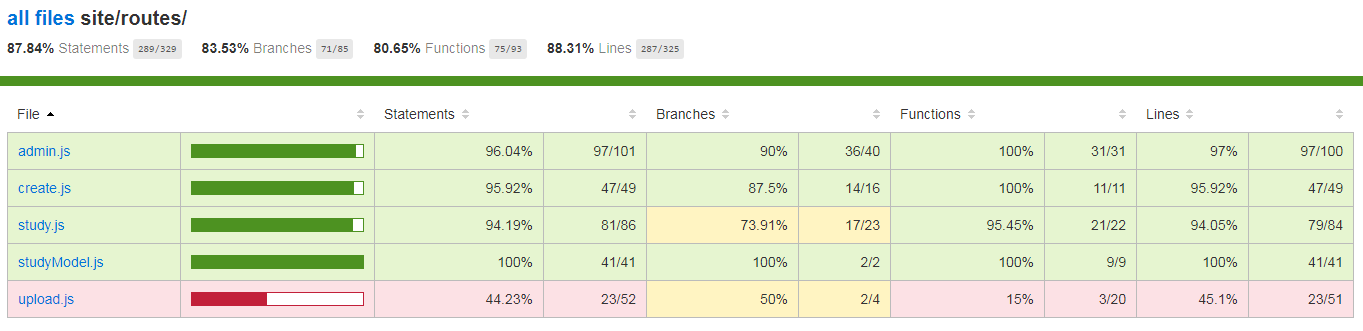 all files site/routes/
87.84% Statements 289/329 83.53% Branches 71/85 80.65% Functions 75/93 88.31% Lines 287/325
File Statements Branches Functions Lines
admin.js 96.04% 97/101 90% 36/40 100% 31/31 97% 97/100
create.js 95.92% 47/49 87.5% 14/16 100% 11/11 95.92% 47/49
study.js 94.19% 81/86 73.91% 17/23 95.45% 21/22 94.05% 79/84
studyModel.js 100% 41/41 100% 2/2 100% 9/9 100% 41/41
upload.js 44.23% 23/52 50% 2/4 15% 3/20 45.1% 23/51